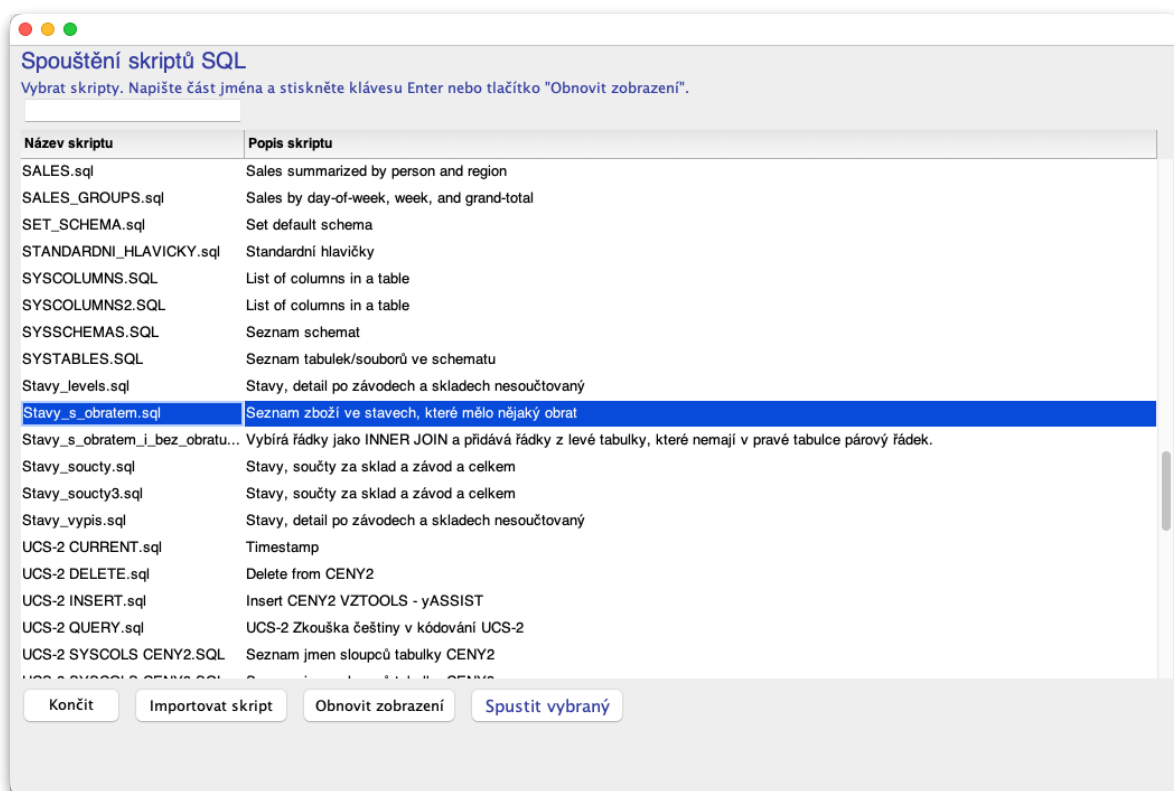 Spouštění skriptů SQL
Vybrat skripty. Napište část jména a stiskněte klávesu Enter nebo tlačítko "Obnovit zobrazení".
Název skriptu Popis skriptu
SALES.sql Sales summarized by person and region
SALES_GROUPS.sql Sales by day-of-week, week, and grand-total
SET_SCHEMA.sql Set default schema
STANDARDNI_HLAVICKY.sql Standardní hlavičky
SYSCOLUMNS.SQL List of columns in a table
SYSCOLUMNS2.SQL List of columns in a table
SYSSCHEMAS.SQL Seznam schemat
SYSTABLES.SQL Seznam tabulek/souborů ve schematu
Stavy_levels.sql Stavy, detail po závodech a skladech nesoučtovaný
Stavy_s_obratem.sql Seznam zboží ve stavech, které mělo nějaký obrat
Stavy_s_obratem_i_bez_obratu... Vybírá řádky jako INNER JOIN a přidává řádky z levé tabulky, které nemají v pravé tabulce párový řádek.
Stavy_soucty.sql Stavy, součty za sklad a závod a celkem
Stavy_soucty3.sql Stavy, součty za sklad a závod a celkem
Stavy_vypis.sql Stavy, detail po závodech a skladech nesoučtovaný
UCS-2 CURRENT.sql Timestamp
UCS-2 DELETE.sql Delete from CENY2
UCS-2 INSERT.sql Insert CENY2 VZTOOLS - yASSIST
UCS-2 QUERY.sql UCS-2 Zkouška češtiny v kódování UCS-2
UCS-2 SYSCOLS CENY2.SQL Seznam jmen sloupců tabulky CENY2
Končit Importovat skript Obnovit zobrazení Spustit vybraný